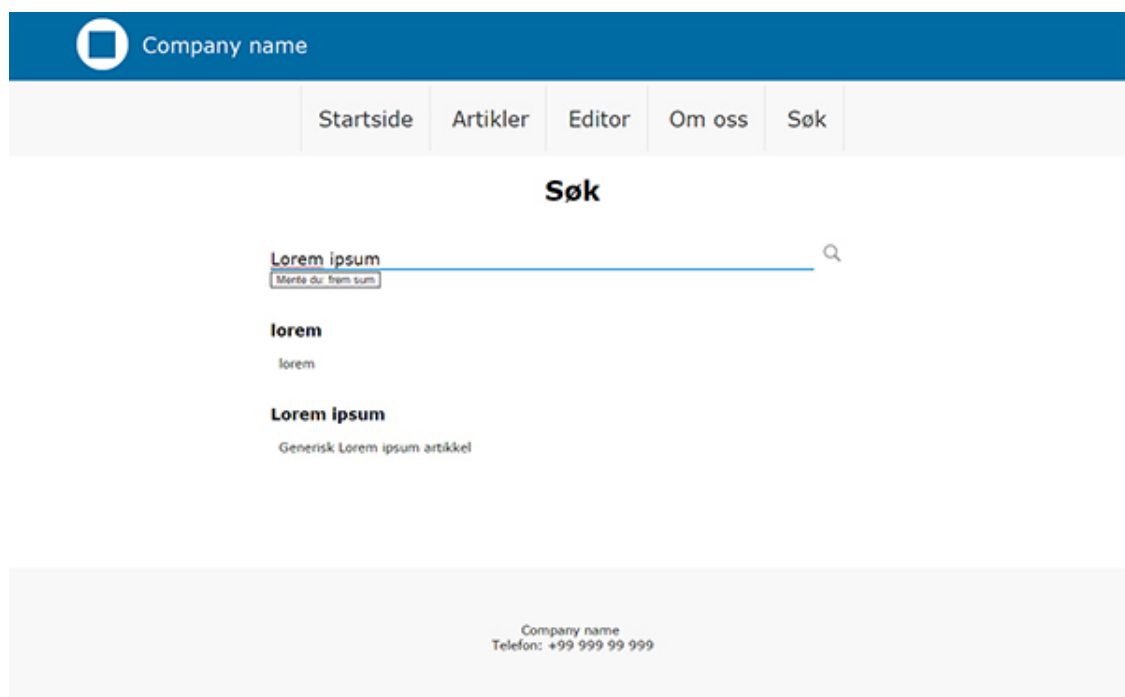 Company name
Startside Artikler Editor Om oss Søk
Søk
Lorem ipsum
Mente du: frem sum
lorem
lorem
Lorem ipsum
Generisk Lorem ipsum artikkel
Company name
Telefon: +99 999 99 999